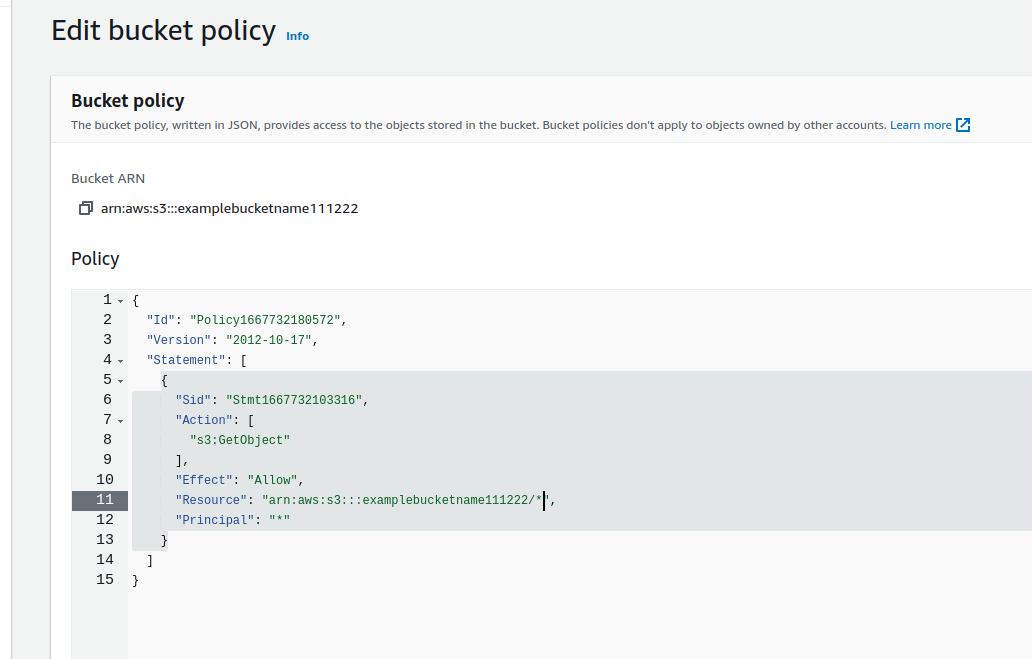 Edit bucket policy Info
Bucket policy
The bucket policy, written in JSON, provides access to the objects stored in the bucket. Bucket policies don't apply to objects owned by other accounts. Learn more
Bucket ARN
arn:aws:s3:::examplebucketname111222
Policy
1 {
2 "Id": "Policy1667732180572",
3 "Version": "2012-10-17",
4 "Statement": [
5 {
6 "Sid": "Stmt1667732103316",
7 "Action": [
8 "s3:GetObject"
9 ],
10 "Effect": "Allow",
11 "Resource": "arn:aws:s3:::examplebucketname111222/*",
12 "Principal": "*"
13 }
14 ]
15 }